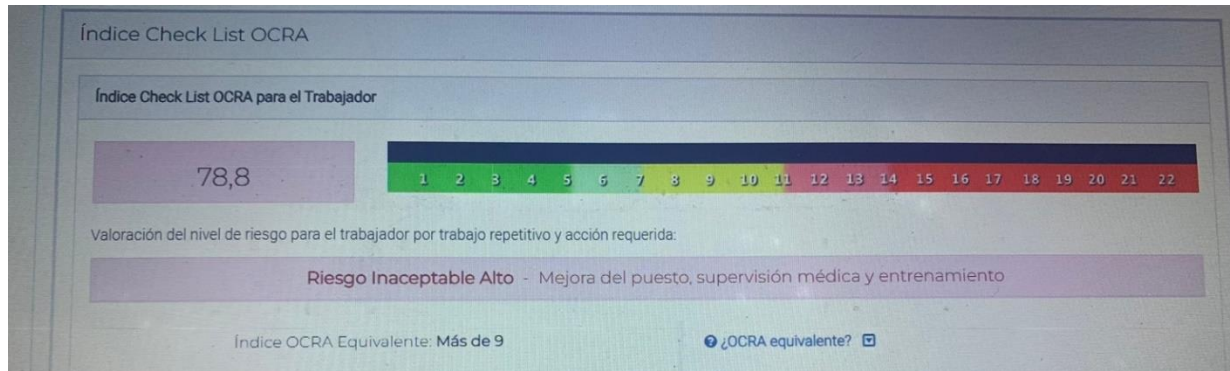 Índice Check List OCRA
Índice Check List OCRA para el Trabajador
78,8
1 2 3 4 5 6 7 8 9 10 11 12 13 14 15 16 17 18 19 20 21 22
Valoración del nivel de riesgo para el trabajador por trabajo repetitivo y acción requerida:
Riesgo Inaceptable Alto - Mejora del puesto, supervisión médica y entrenamiento
Índice OCRA Equivalente: Más de 9 ¿OCRA equivalente?